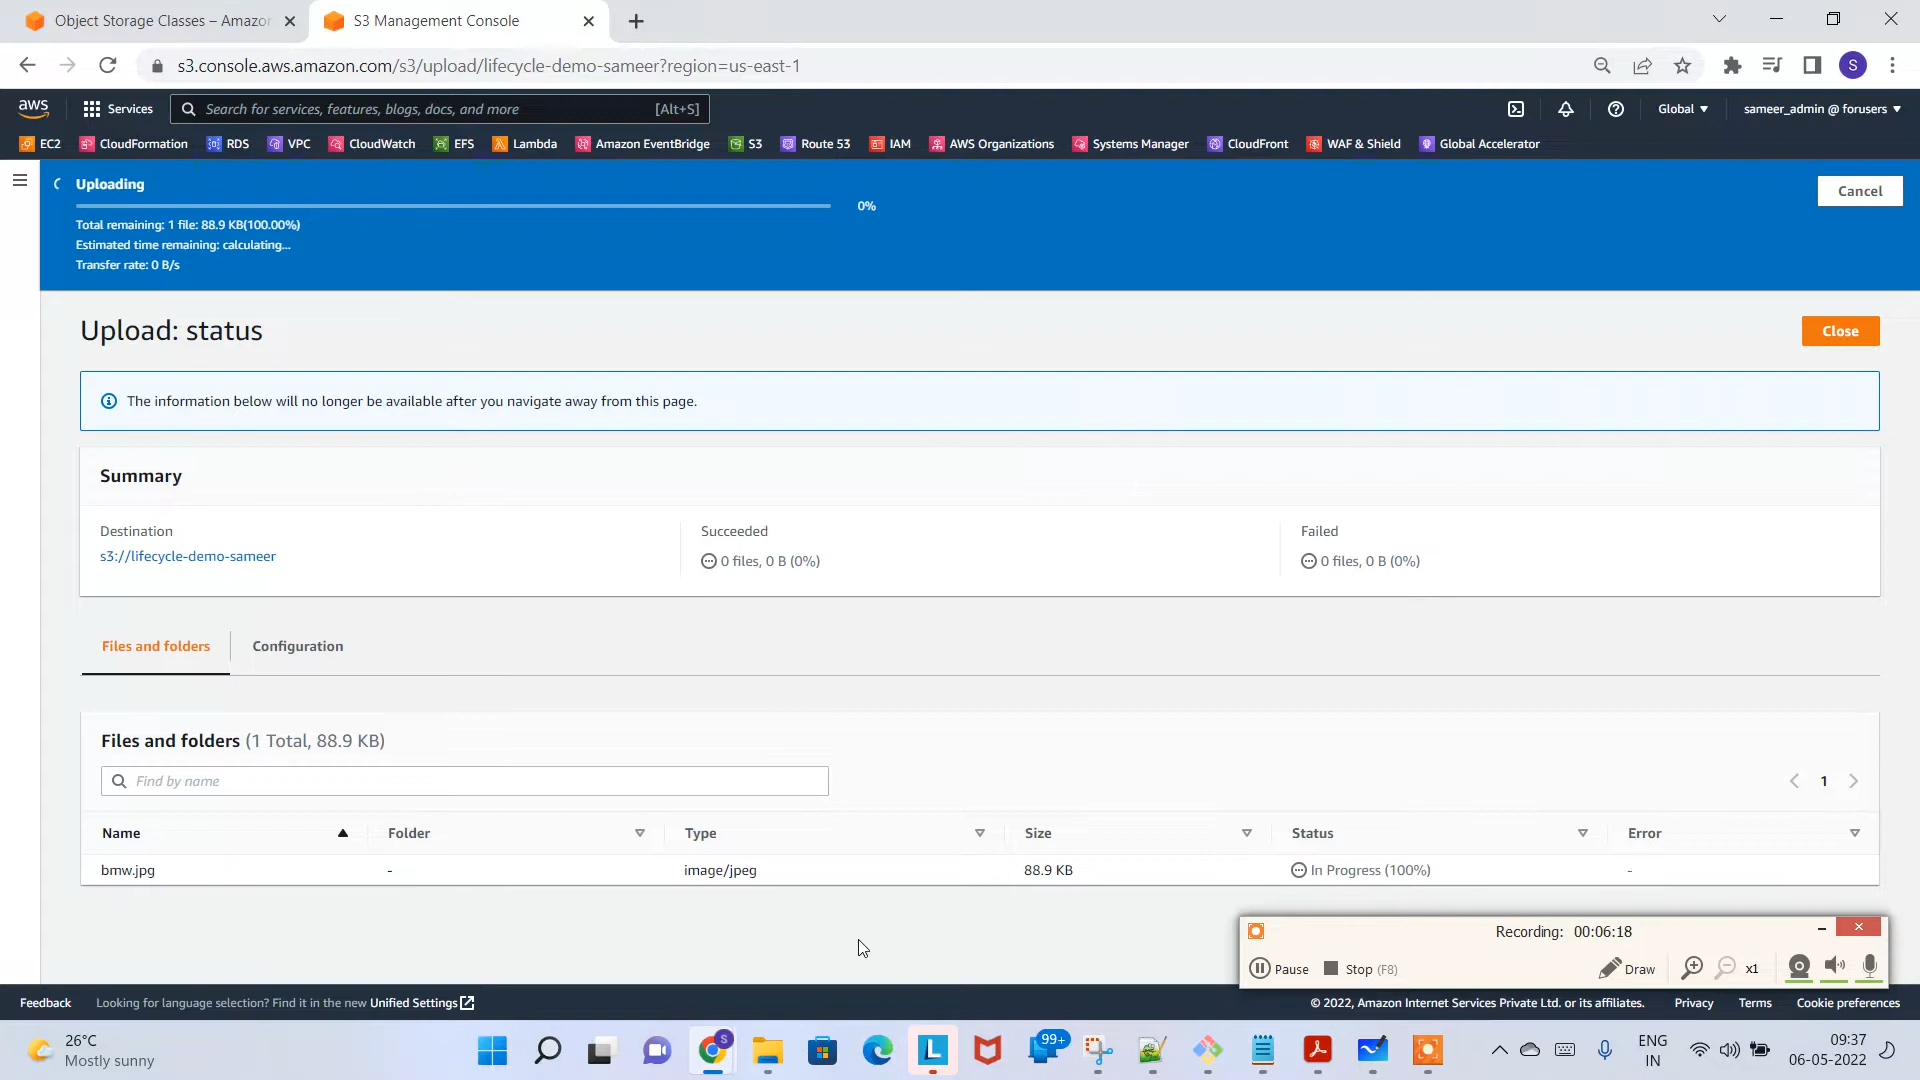 Object Storage Classes – Amazon
S3 Management Console
s3.console.aws.amazon.com/s3/upload/lifecycle-demo-sameer?region=us-east-1
S
aws
Services
Search for services, features, blogs, docs, and more
[Alt+S]
Global
sameer_admin @ forusers
EC2
CloudFormation
RDS
VPC
CloudWatch
EFS
Lambda
Amazon EventBridge
S3
Route 53
IAM
AWS Organizations
Systems Manager
CloudFront
WAF & Shield
Global Accelerator
Uploading
0%
Cancel
Total remaining: 1 file: 88.9 KB(100.00%)
Estimated time remaining: calculating...
Transfer rate: 0 B/s
Upload: status
Close
The information below will no longer be available after you navigate away from this page.
Summary
Destination
Succeeded
Failed
s3://lifecycle-demo-sameer
0 files, 0 B (0%)
0 files, 0 B (0%)
Files and folders
Configuration
Files and folders (1 Total, 88.9 KB)
Find by name
1
Name
Folder
Type
Size
Status
Error
bmw.jpg
-
image/jpeg
88.9 KB
In Progress (100%)
-
Recording: 00:06:18
Pause
Stop (F8)
Draw
x1
Feedback
Looking for language selection? Find it in the new Unified Settings
© 2022, Amazon Internet Services Private Ltd. or its affiliates.
Privacy
Terms
Cookie preferences
26°C
Mostly sunny
S
L
99+
ENG
IN
09:37
06-05-2022